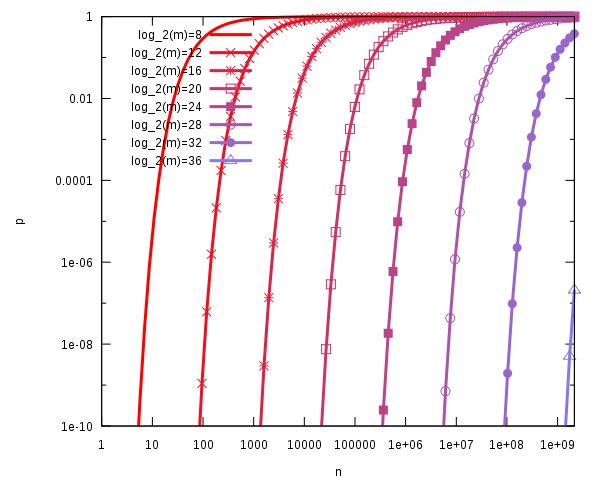 1
0.01
0.0001
1e-06
1e-08
1e-10
p
log_2(m)=8
log_2(m)=12
log_2(m)=16
log_2(m)=20
log_2(m)=24
log_2(m)=28
log_2(m)=32
log_2(m)=36
1 10 100 1000 10000 100000 1e+06 1e+07 1e+08 1e+09
n